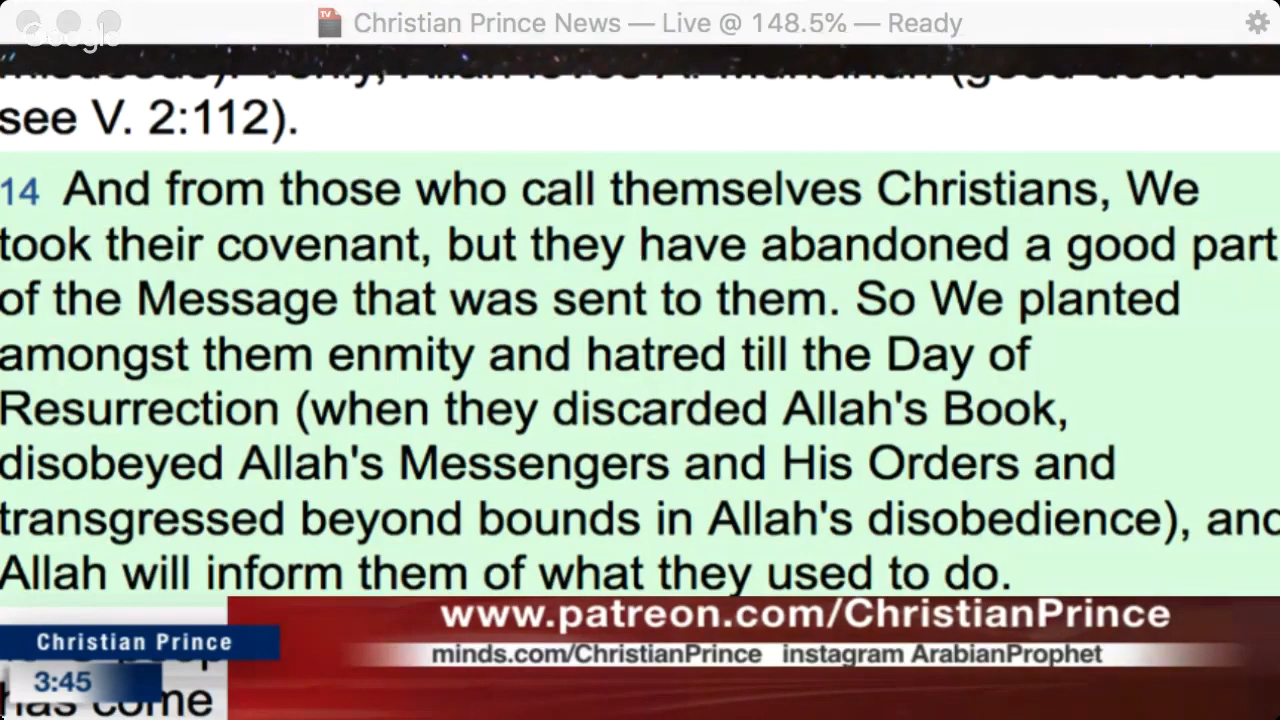 Christian Prince News — Live @ 148.5% — Ready
Google
see V. 2:112).
14 And from those who call themselves Christians, We
took their covenant, but they have abandoned a good part
of the Message that was sent to them. So We planted
amongst them enmity and hatred till the Day of
Resurrection (when they discarded Allah's Book,
disobeyed Allah's Messengers and His Orders and
transgressed beyond bounds in Allah's disobedience), and
Allah will inform them of what they used to do.
www.patreon.com/ChristianPrince
Christian Prince
minds.com/ChristianPrince instagram ArabianProphet
3:45
has come